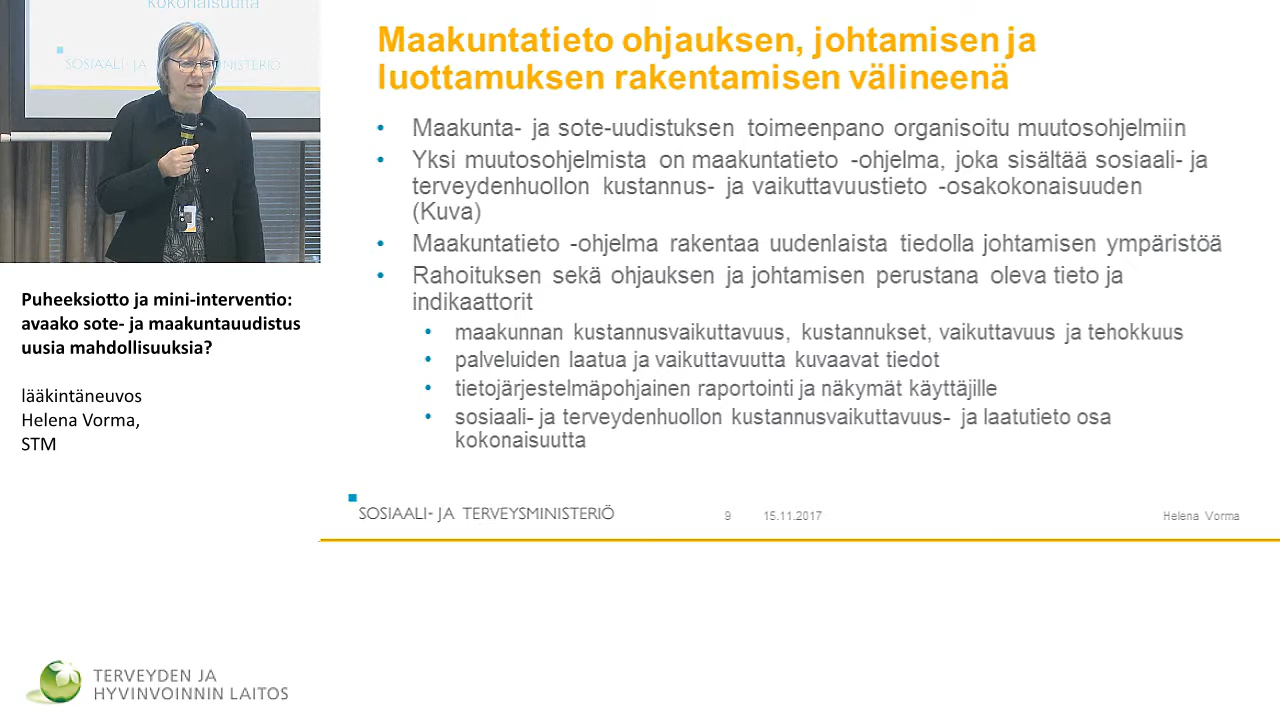 kokonaisuutta
SOSIAALI- JA
Maakuntatieto ohjauksen, johtamisen ja
luottamuksen rakentamisen välineenä
• Maakunta- ja sote-uudistuksen toimeenpano organisoitu muutosohjelmiin
• Yksi muutosohjelmista on maakuntatieto -ohjelma, joka sisältää sosiaali- ja
terveydenhuollon kustannus- ja vaikuttavuustieto -osakokonaisuuden
(Kuva)
• Maakuntatieto -ohjelma rakentaa uudenlaista tiedolla johtamisen ympäristöä
• Rahoituksen sekä ohjauksen ja johtamisen perustana oleva tieto ja
indikaattorit
• maakunnan kustannusvaikuttavuus, kustannukset, vaikuttavuus ja tehokkuus
• palveluiden laatua ja vaikuttavuutta kuvaavat tiedot
• tietojärjestelmäpohjainen raportointi ja näkymät käyttäjille
• sosiaali- ja terveydenhuollon kustannusvaikuttavuus- ja laatutieto osa
kokonaisuutta
SOSIAALI- JA TERVEYSMINISTERIÖ
9 15.11.2017 Helena Vorma
Puheeksiotto ja mini-interventio:
avaako sote- ja maakuntauudistus
uusia mahdollisuuksia?
lääkintäneuvos
Helena Vorma,
STM
TERVEYDEN JA
HYVINVOINNIN LAITOS